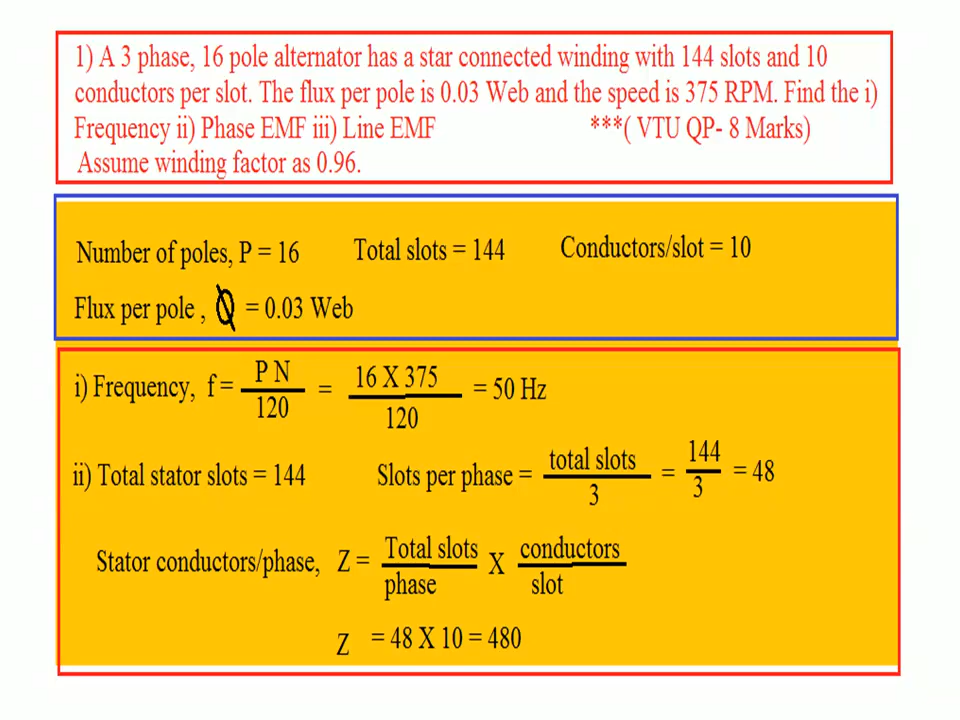 1) A 3 phase, 16 pole alternator has a star connected winding with 144 slots and 10
conductors per slot. The flux per pole is 0.03 Web and the speed is 375 RPM. Find the i)
Frequency ii) Phase EMF iii) Line EMF ***( VTU QP- 8 Marks)
Assume winding factor as 0.96.
Number of poles, P = 16 Total slots = 144 Conductors/slot = 10
Flux per pole , Ø = 0.03 Web
i) Frequency, f = P N / 120 = 16 X 375 / 120 = 50 Hz
ii) Total stator slots = 144 Slots per phase = total slots / 3 = 144 / 3 = 48
Stator conductors/phase, Z = Total slots / phase X conductors / slot
Z = 48 X 10 = 480